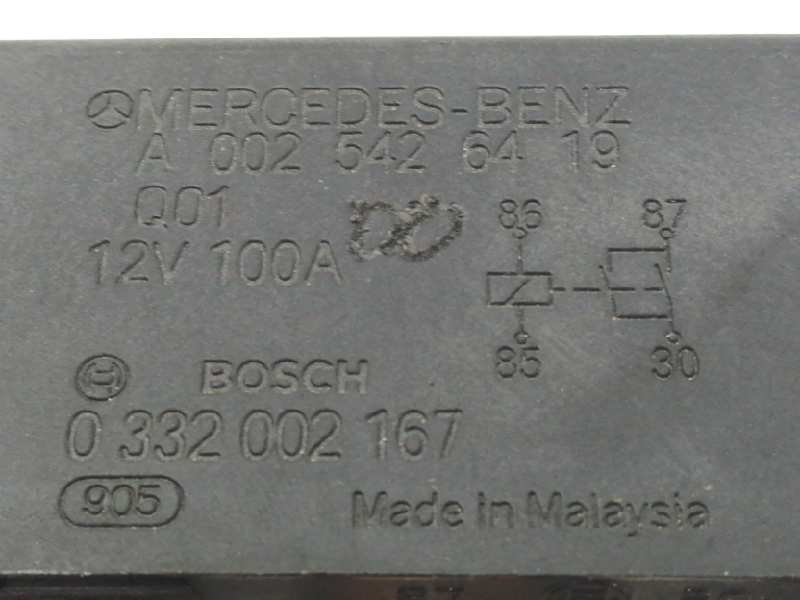 MERCEDES-BENZ
A 002 542 64 19
Q01
12V 100A
86 87
85 30
BOSCH
0 332 002 167
905
Made in Malaysia